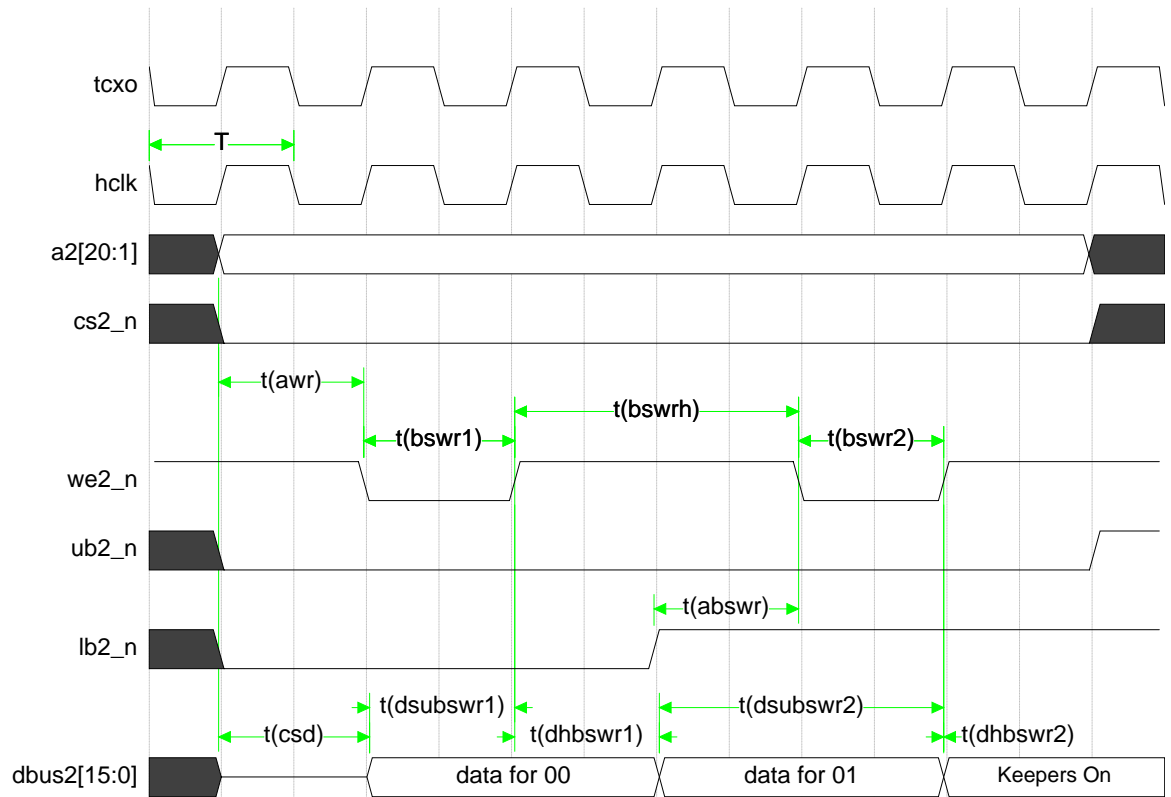 tcxo
T
hclk
a2[20:1]
cs2_n
t(awr)
t(bswrh)
t(bswr1)
t(bswr2)
we2_n
ub2_n
t(abswr)
lb2_n
t(dsubswr1)
t(dsubswr2)
t(csd)
t(dhbswr1)
t(dhbswr2)
dbus2[15:0]
data for 00
data for 01
Keepers On